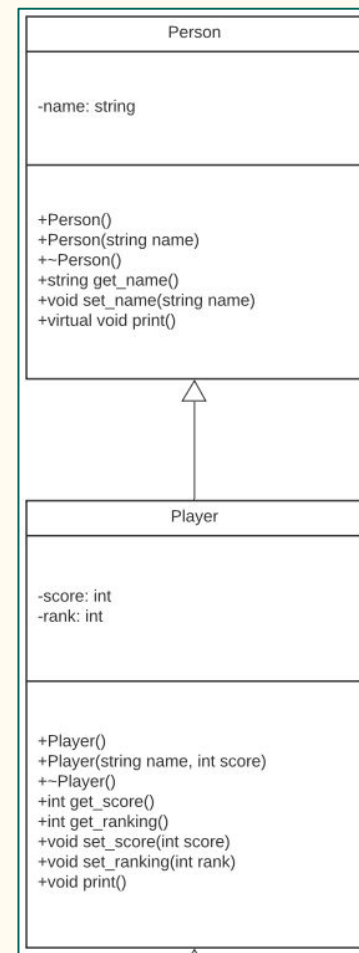 Person
-name: string
+Person()
+Person(string name)
+~Person()
+string get_name()
+void set_name(string name)
+virtual void print()
Player
-score: int
-rank: int
+Player()
+Player(string name, int score)
+~Player()
+int get_score()
+int get_ranking()
+void set_score(int score)
+void set_ranking(int rank)
+void print()